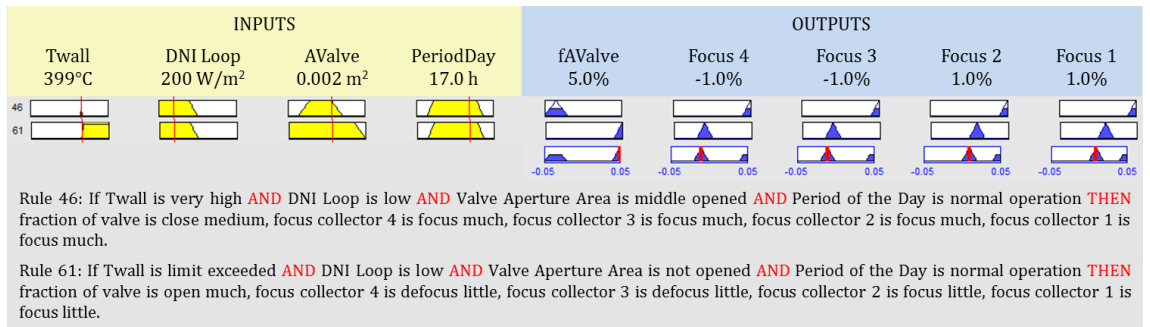 INPUTS OUTPUTS
Twall DNI Loop AValve PeriodDay fAValve Focus 4 Focus 3 Focus 2 Focus 1
399°C 200 W/m² 0.002 m² 17.0 h 5.0% -1.0% -1.0% 1.0% 1.0%
46
61
-0.05 0.05 -0.05 0.05 -0.05 0.05 -0.05 0.05 -0.05 0.05
Rule 46: If Twall is very high AND DNI Loop is low AND Valve Aperture Area is middle opened AND Period of the Day is normal operation THEN
fraction of valve is close medium, focus collector 4 is focus much, focus collector 3 is focus much, focus collector 2 is focus much, focus collector 1 is
focus much.
Rule 61: If Twall is limit exceeded AND DNI Loop is low AND Valve Aperture Area is not opened AND Period of the Day is normal operation THEN
fraction of valve is open much, focus collector 4 is defocus little, focus collector 3 is defocus little, focus collector 2 is focus little, focus collector 1 is
focus little.